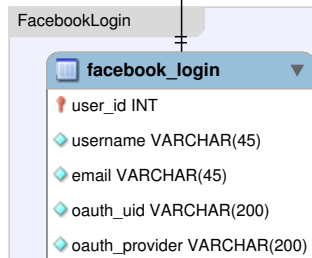 FacebookLogin
facebook_login
user_id INT
username VARCHAR(45)
email VARCHAR(45)
oauth_uid VARCHAR(200)
oauth_provider VARCHAR(200)